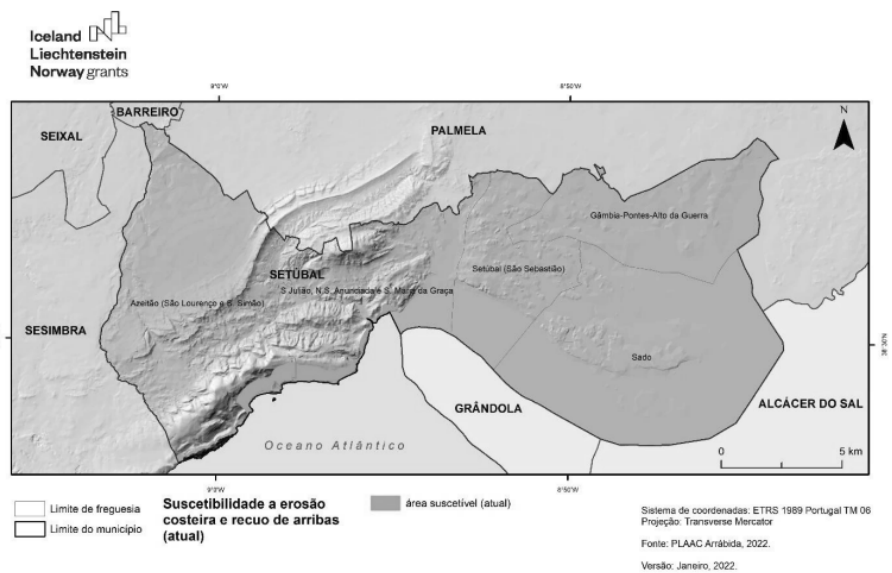 Iceland
Liechtenstein
Norway grants
9°0'W
8°50'W
BARREIRO
SEIXAL
PALMELA
N
Gâmbia-Pontes-Alto da Guerra
SETÚBAL
Setúbal (São Sebastião)
S.Julião, N.S. Anunciada e S. Maria da Graça
Azeitão (São Lourenço e S. Simão)
SESIMBRA
38°30'N
Sado
GRÂNDOLA
ALCÁCER DO SAL
Oceano Atlântico
0 5 km
9°0'W
8°50'W
Limite de freguesia
Limite do município
Suscetibilidade a erosão
costeira e recuo de arribas
(atual)
área suscetível (atual)
Sistema de coordenadas: ETRS 1989 Portugal TM 06
Projeção: Transverse Mercator
Fonte: PLAAC Arrábida, 2022.
Versão: Janeiro, 2022.